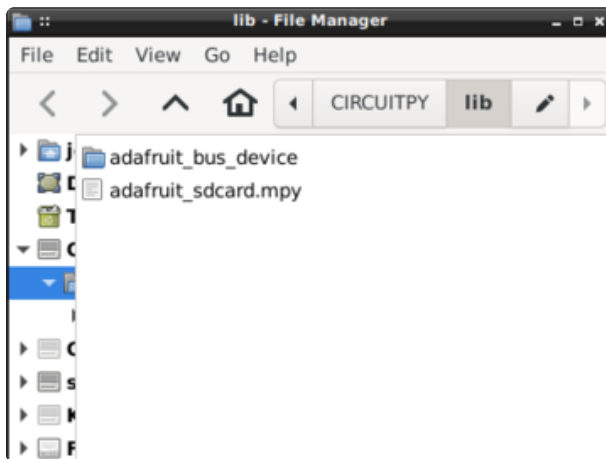 lib - File Manager
File Edit View Go Help
CIRCUITPY lib
adafruit_bus_device
adafruit_sdcard.mpy